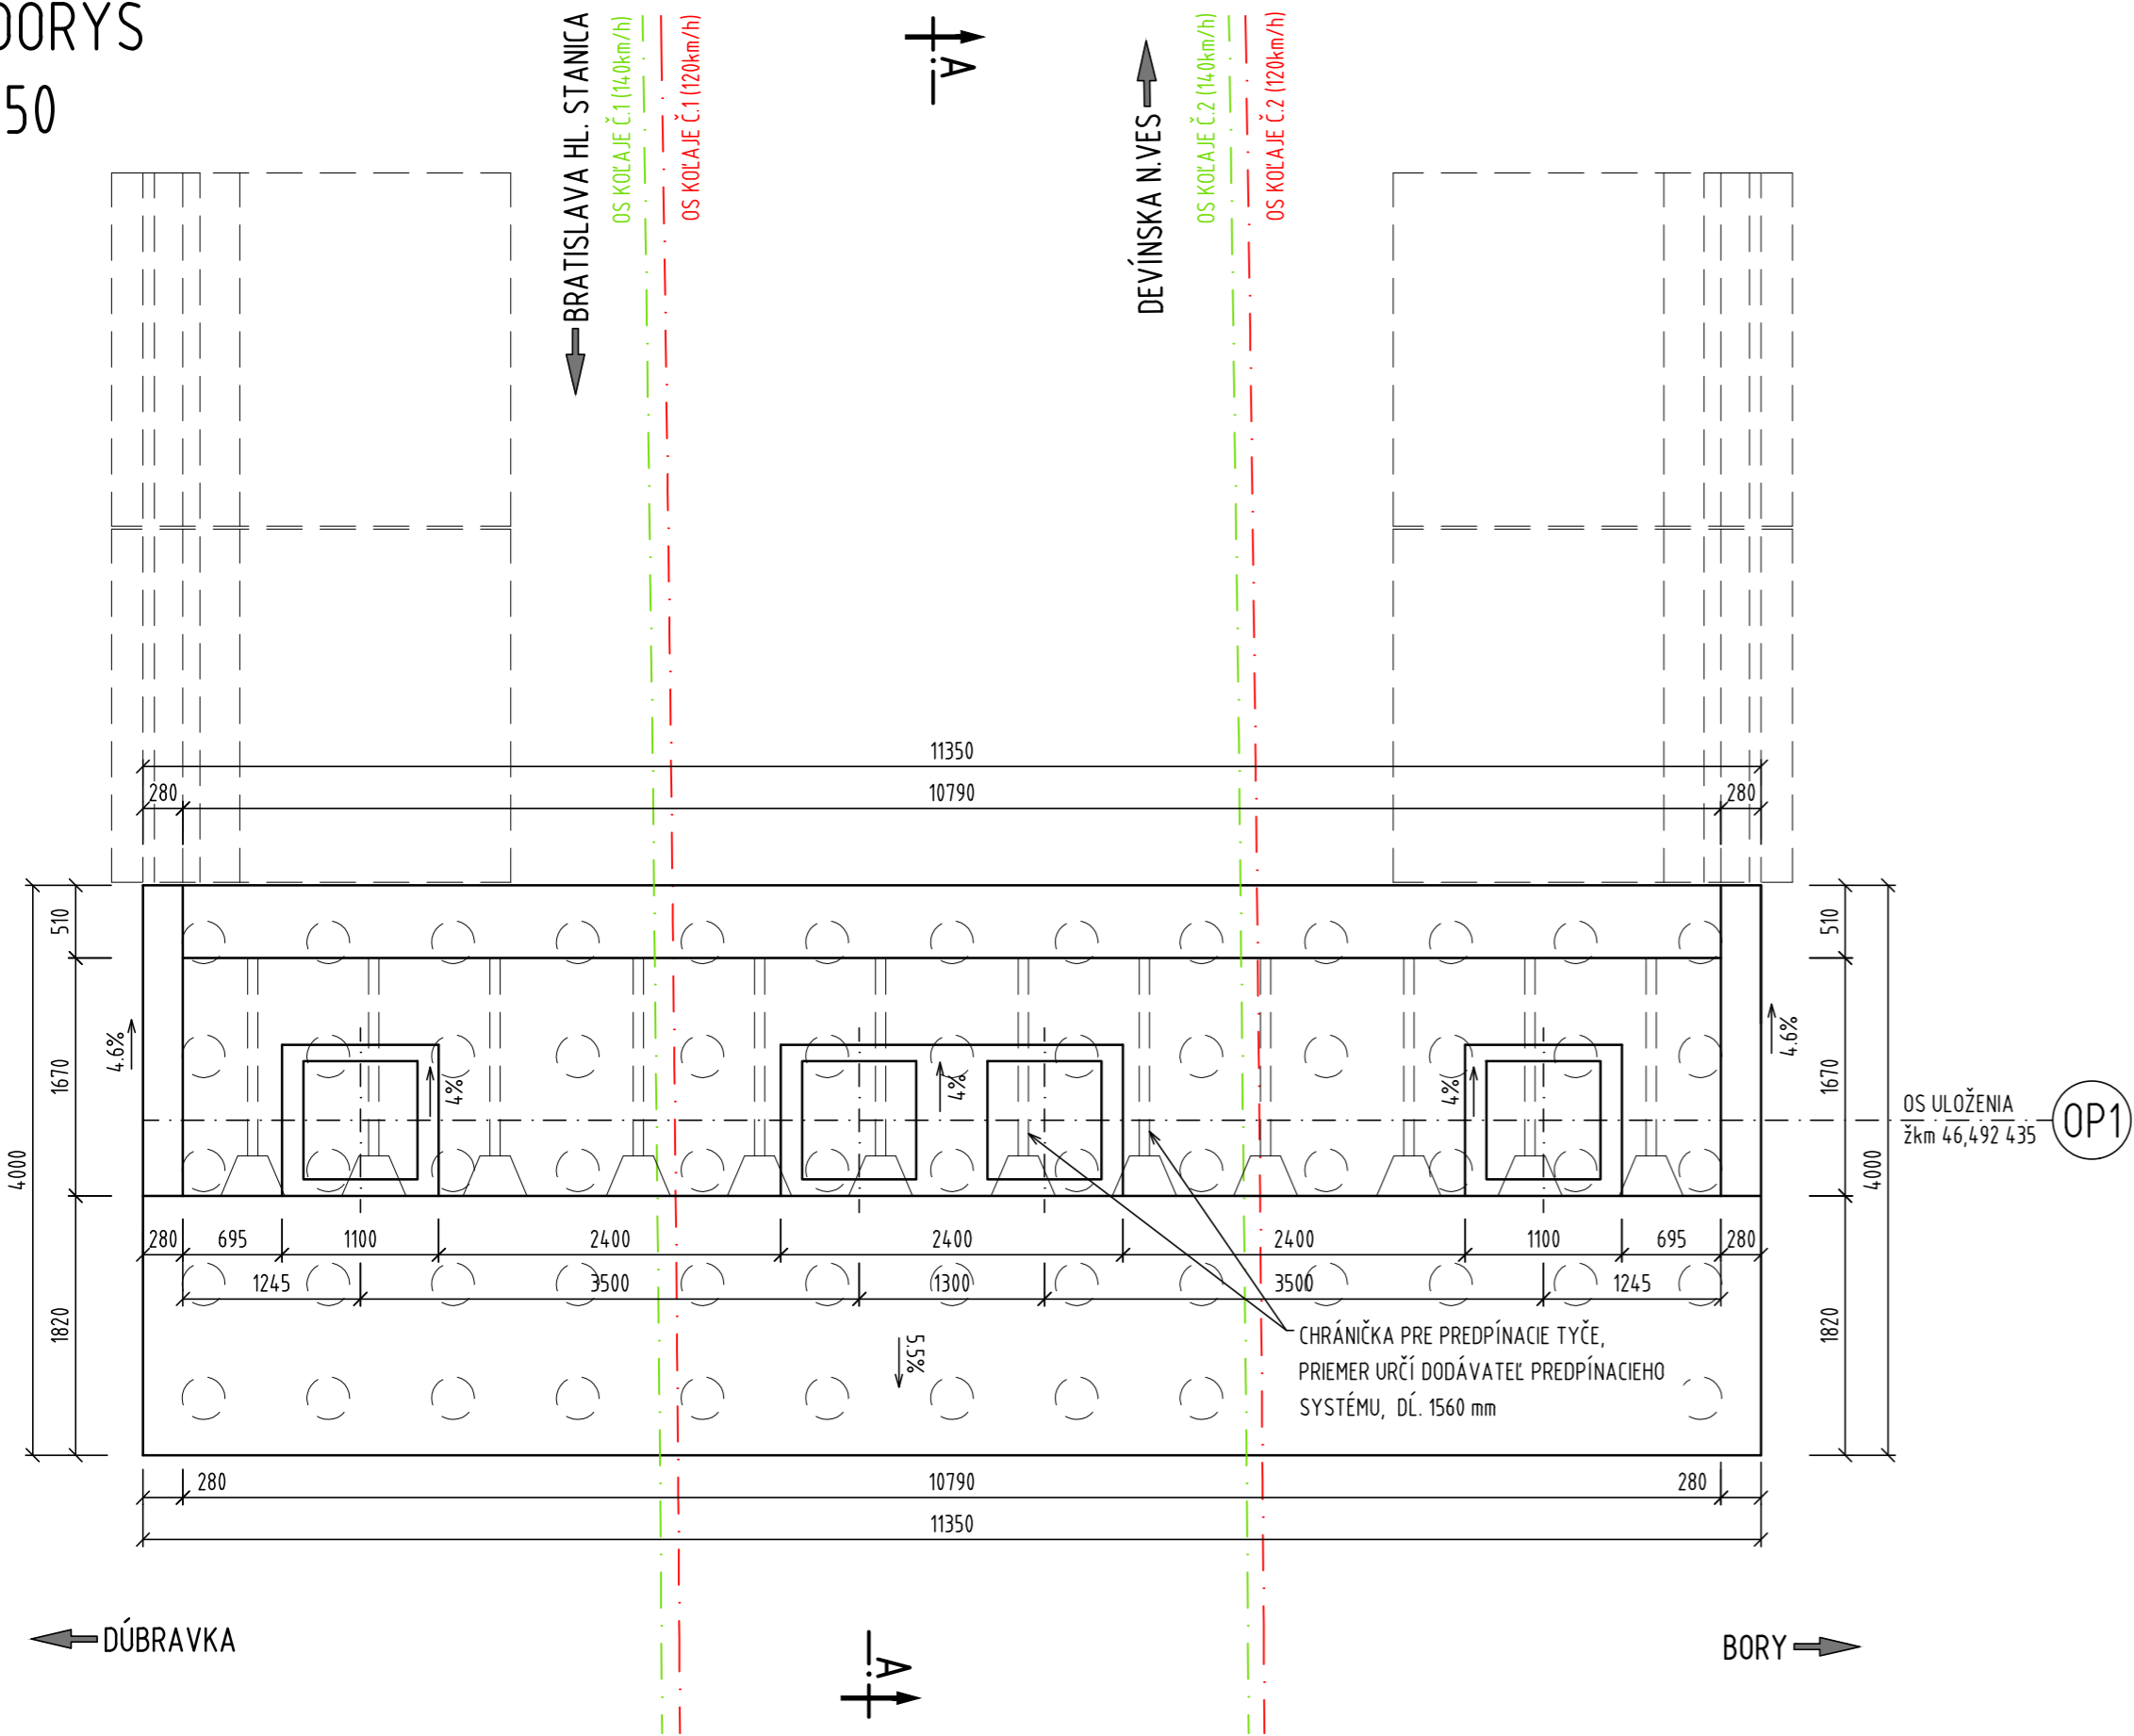 DORYS
50
BRATISLAVA HL. STANICA
OS KOĽAJE Č.1 (140km/h)
OS KOĽAJE Č.1 (120km/h)
A
DEVÍNSKA N.VES
OS KOĽAJE Č.2 (140km/h)
OS KOĽAJE Č.2 (120km/h)
11350
280
10790
280
510
510
4.6%
4.6%
1670
1670
4%
4%
4%
OS ULOŽENIA
žkm 46,492 435
OP1
4000
4000
280
695
1100
2400
2400
2400
1100
695
280
1245
3500
1300
3500
1245
1820
1820
5.5%
CHRÁNIČKA PRE PREDPÍNACIE TYČE,
PRIEMER URČÍ DODÁVATEĽ PREDPÍNACIEHO
SYSTÉMU, DĹ. 1560 mm
280
10790
280
11350
DÚBRAVKA
A
BORY